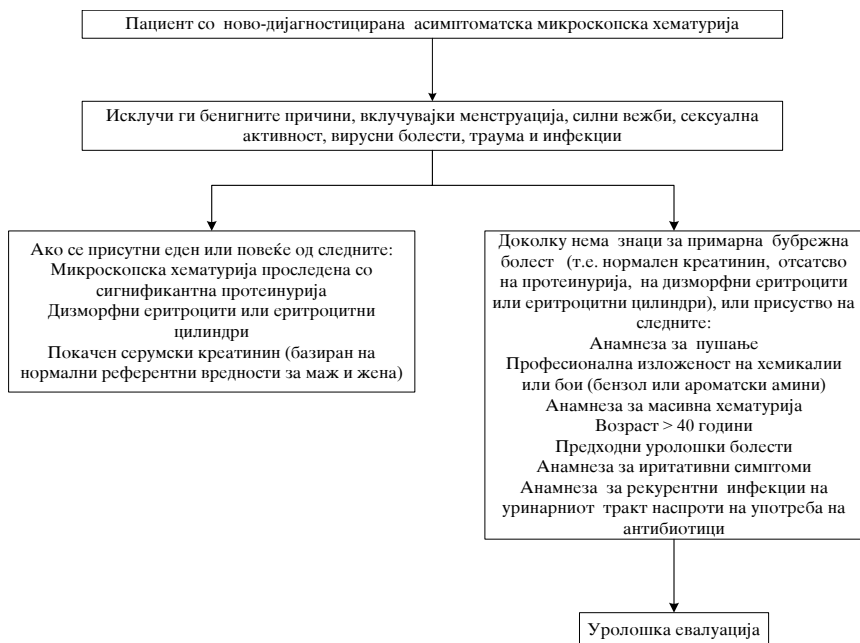 Пациент со ново-дијагностицирана асимптоматска микроскопска хематурија
Исклучи ги бенигните причини, вклучувајки менструација, силни вежби, сексуална
активност, вирусни болести, траума и инфекции
Ако се присутни еден или повеќе од следните:
Микроскопска хематурија проследена со
сигнификантна протеинурија
Дизморфни еритроцити или еритроцитни
цилиндри
Покачен серумски креатинин (базиран на
нормални референтни вредности за маж и жена)
Доколку нема знаци за примарна бубрежна
болест (т.е. нормален креатинин, отсатсво
на протеинурија, на дизморфни еритроцити
или еритроцитни цилиндри), или присуство на
следните:
Анамнеза за пушање
Професионална изложеност на хемикалии
или бои (бензол или ароматски амини)
Анамнеза за масивна хематурија
Возраст > 40 години
Предходни уролошки болести
Анамнеза за иритативни симптоми
Анамнеза за рекурентни инфекции на
уринарниот тракт наспроти на употреба на
антибиотици
Уролошка евалуација